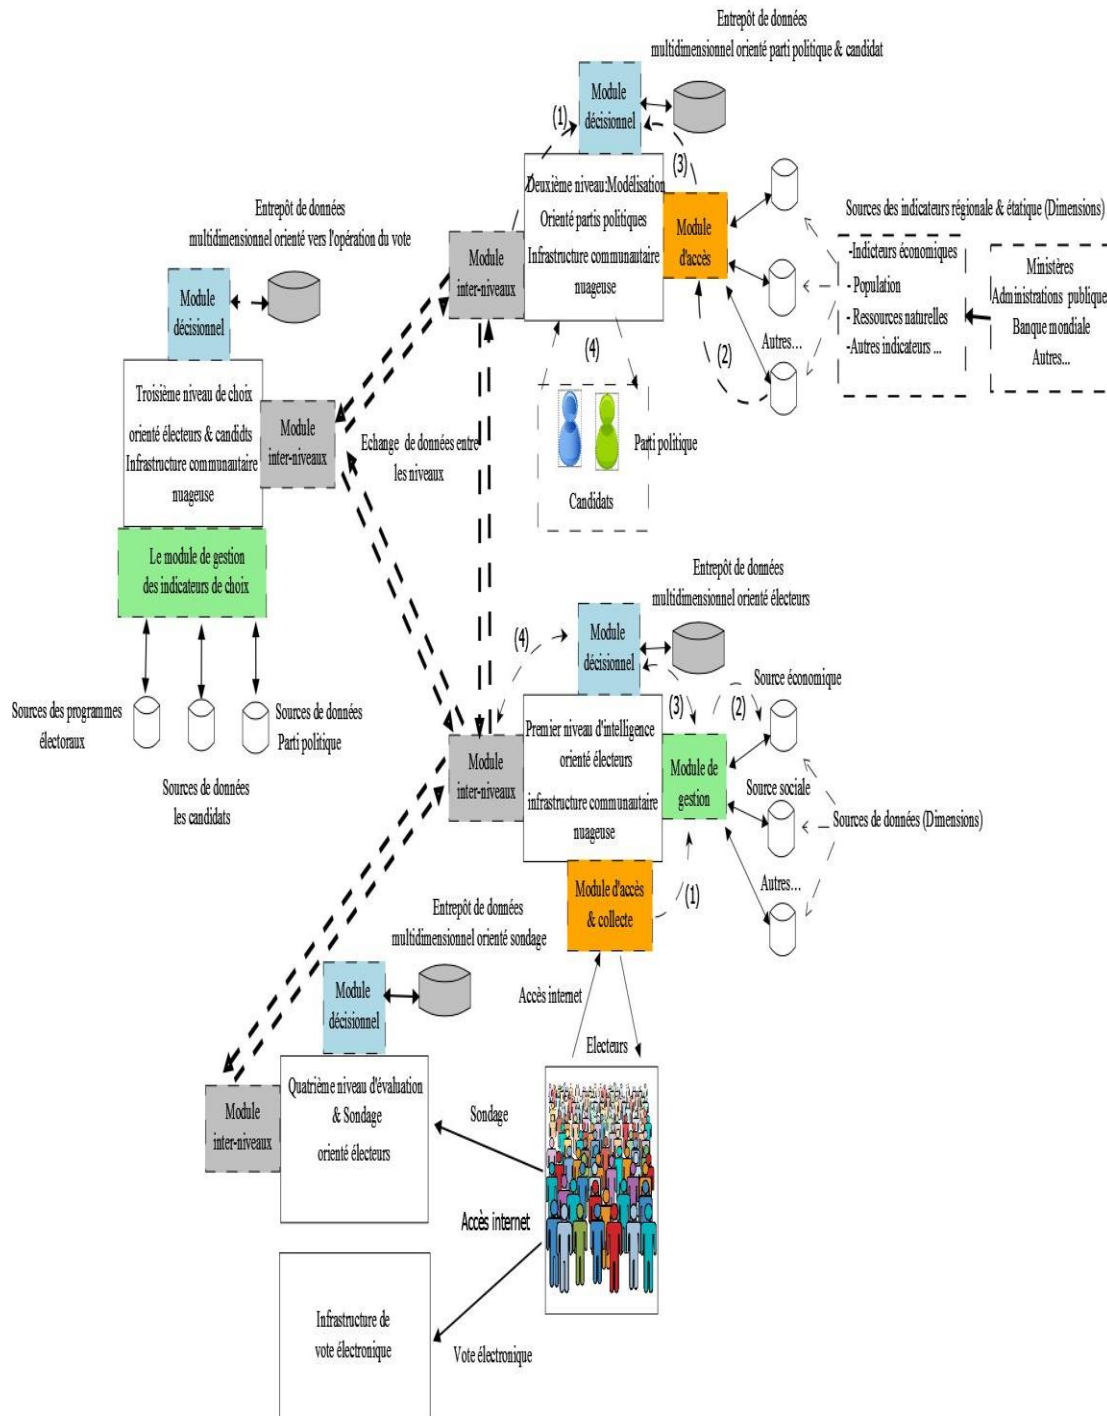 Entrepôt de données
multidimensionnel orienté parti politique & candidat
Module
décisionnel
(1)
(3)
Deuxième niveau:Modélisation
Orienté partis politiques
Infrastructure communautaire
nuageuse
Module
d'accès
Module
inter-niveaux
Sources des indicateurs régionale & étatique (Dimensions)
-Indicteurs économiques
- Population
- Ressources naturelles
-Autres indicateurs ...
Ministères
Administrations publique
Banque mondiale
Autres...
Autres...
(2)
(4)
Parti politique
Candidats
Entrepôt de données
multidimensionnel orienté vers l'opération du vote
Module
décisionnel
Troisième niveau de choix
orienté électeurs & candidts
Infrastructure communautaire
nuageuse
Module
inter-niveaux
Echange de données entre
les niveaux
Le module de gestion
des indicateurs de choix
Sources des programmes
électoraux
Sources de données
Parti politique
Sources de données
les candidats
Entrepôt de données
multidimensionnel orienté électeurs
Module
décisionnel
(4)
(3)
(2)
Source économique
Premier niveau d'intelligence
orienté électeurs
infrastructure communautaire
nuageuse
Module
inter-niveaux
Module de
gestion
Source sociale
Sources de données (Dimensions)
Autres...
(1)
Module d'accès
& collecte
Entrepôt de données
multidimensionnel orienté sondage
Module
décisionnel
Accès internet
Electeurs
Quatrième niveau d'évaluation
& Sondage
orienté électeurs
Module
inter-niveaux
Sondage
Accès internet
Infrastructure de
vote électronique
Vote électronique